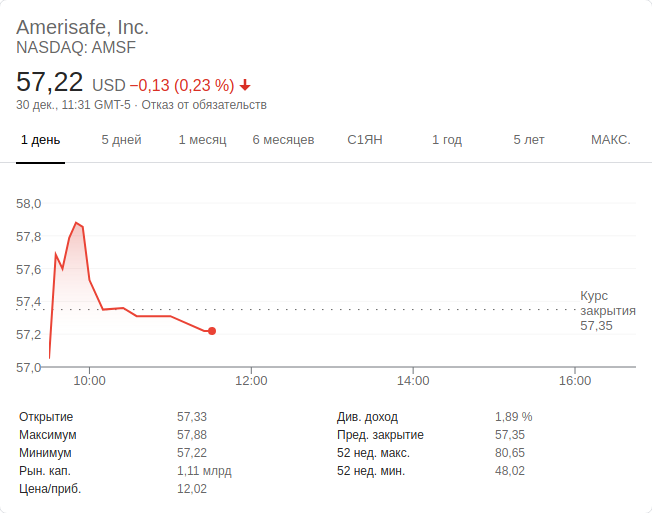 Amerisafe, Inc.
NASDAQ: AMSF
57,22 USD −0,13 (0,23 %)
30 дек., 11:31 GMT-5 · Отказ от обязательств
1 день 5 дней 1 месяц 6 месяцев С1ЯН 1 год 5 лет МАКС.
58,0
57,8
57,6
57,4
57,2
57,0
Курс
закрытия
57,35
10:00 12:00 14:00 16:00
Открытие 57,33 Див. доход 1,89 %
Максимум 57,88 Пред. закрытие 57,35
Минимум 57,22 52 нед. макс. 80,65
Рын. кап. 1,11 млрд 52 нед. мин. 48,02
Цена/приб. 12,02